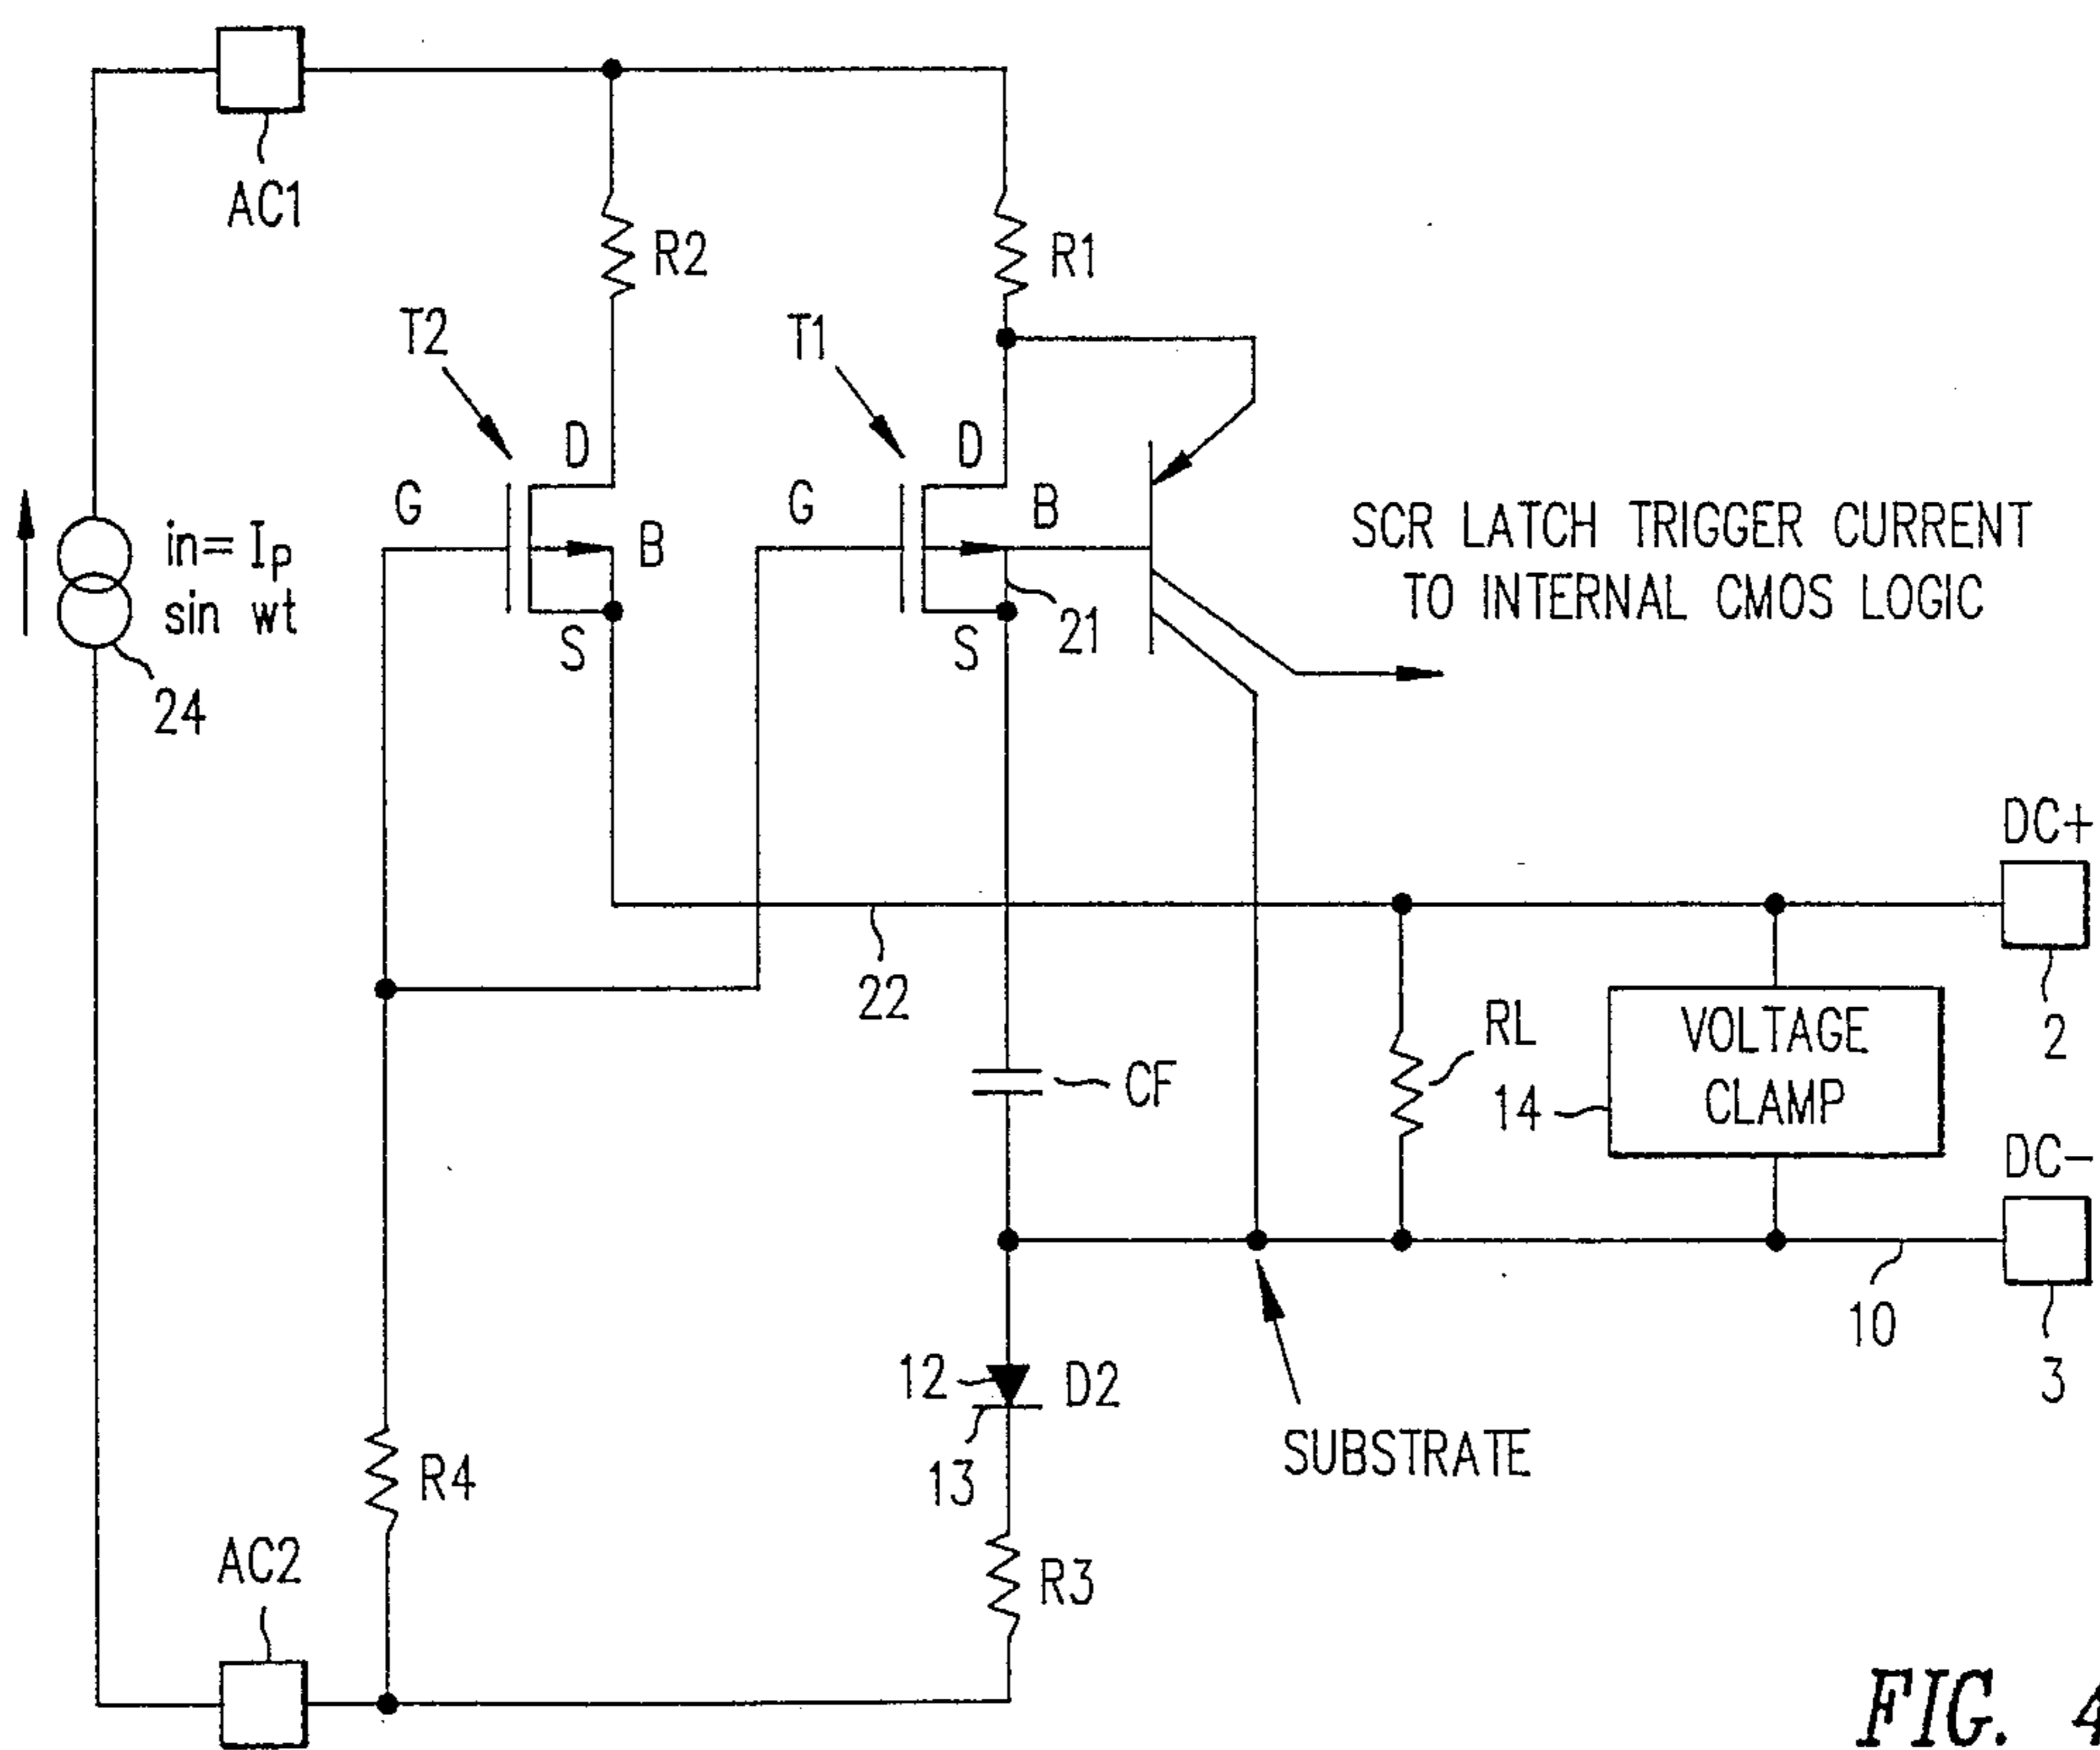 AC1
R2
R1
T2
T1
D
D
G
B
G
B
in= Ip
sin wt
SCR LATCH TRIGGER CURRENT
TO INTERNAL CMOS LOGIC
S
S
21
24
DC+
22
RL
VOLTAGE
CLAMP
2
CF
14
DC-
10
12
D2
3
13
SUBSTRATE
R4
AC2
R3
FIG. 4